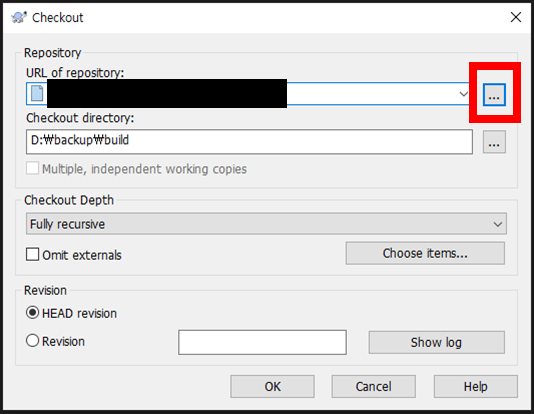 Checkout
Repository
URL of repository:
...
Checkout directory:
D:₩backup₩build
...
Multiple, independent working copies
Checkout Depth
Fully recursive
Omit externals
Choose items...
Revision
HEAD revision
Revision
Show log
OK
Cancel
Help